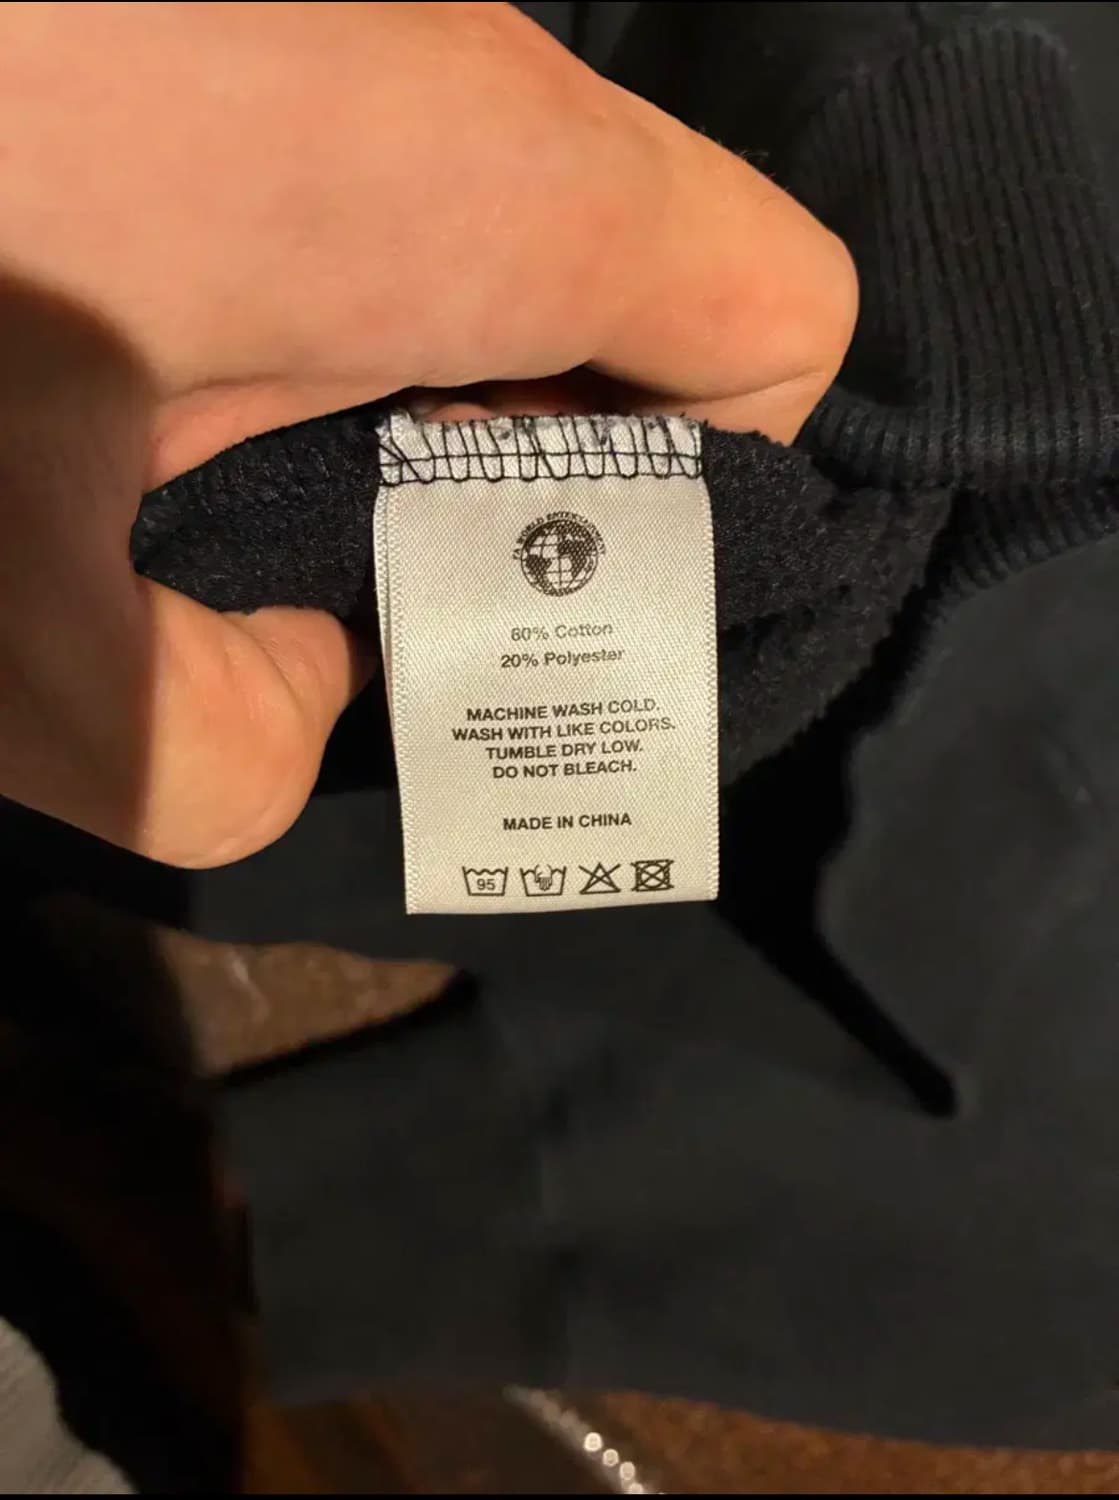 80% Cotton
20% Polyester
MACHINE WASH COLD.
WASH WITH LIKE COLORS.
TUMBLE DRY LOW.
DO NOT BLEACH.
MADE IN CHINA
95